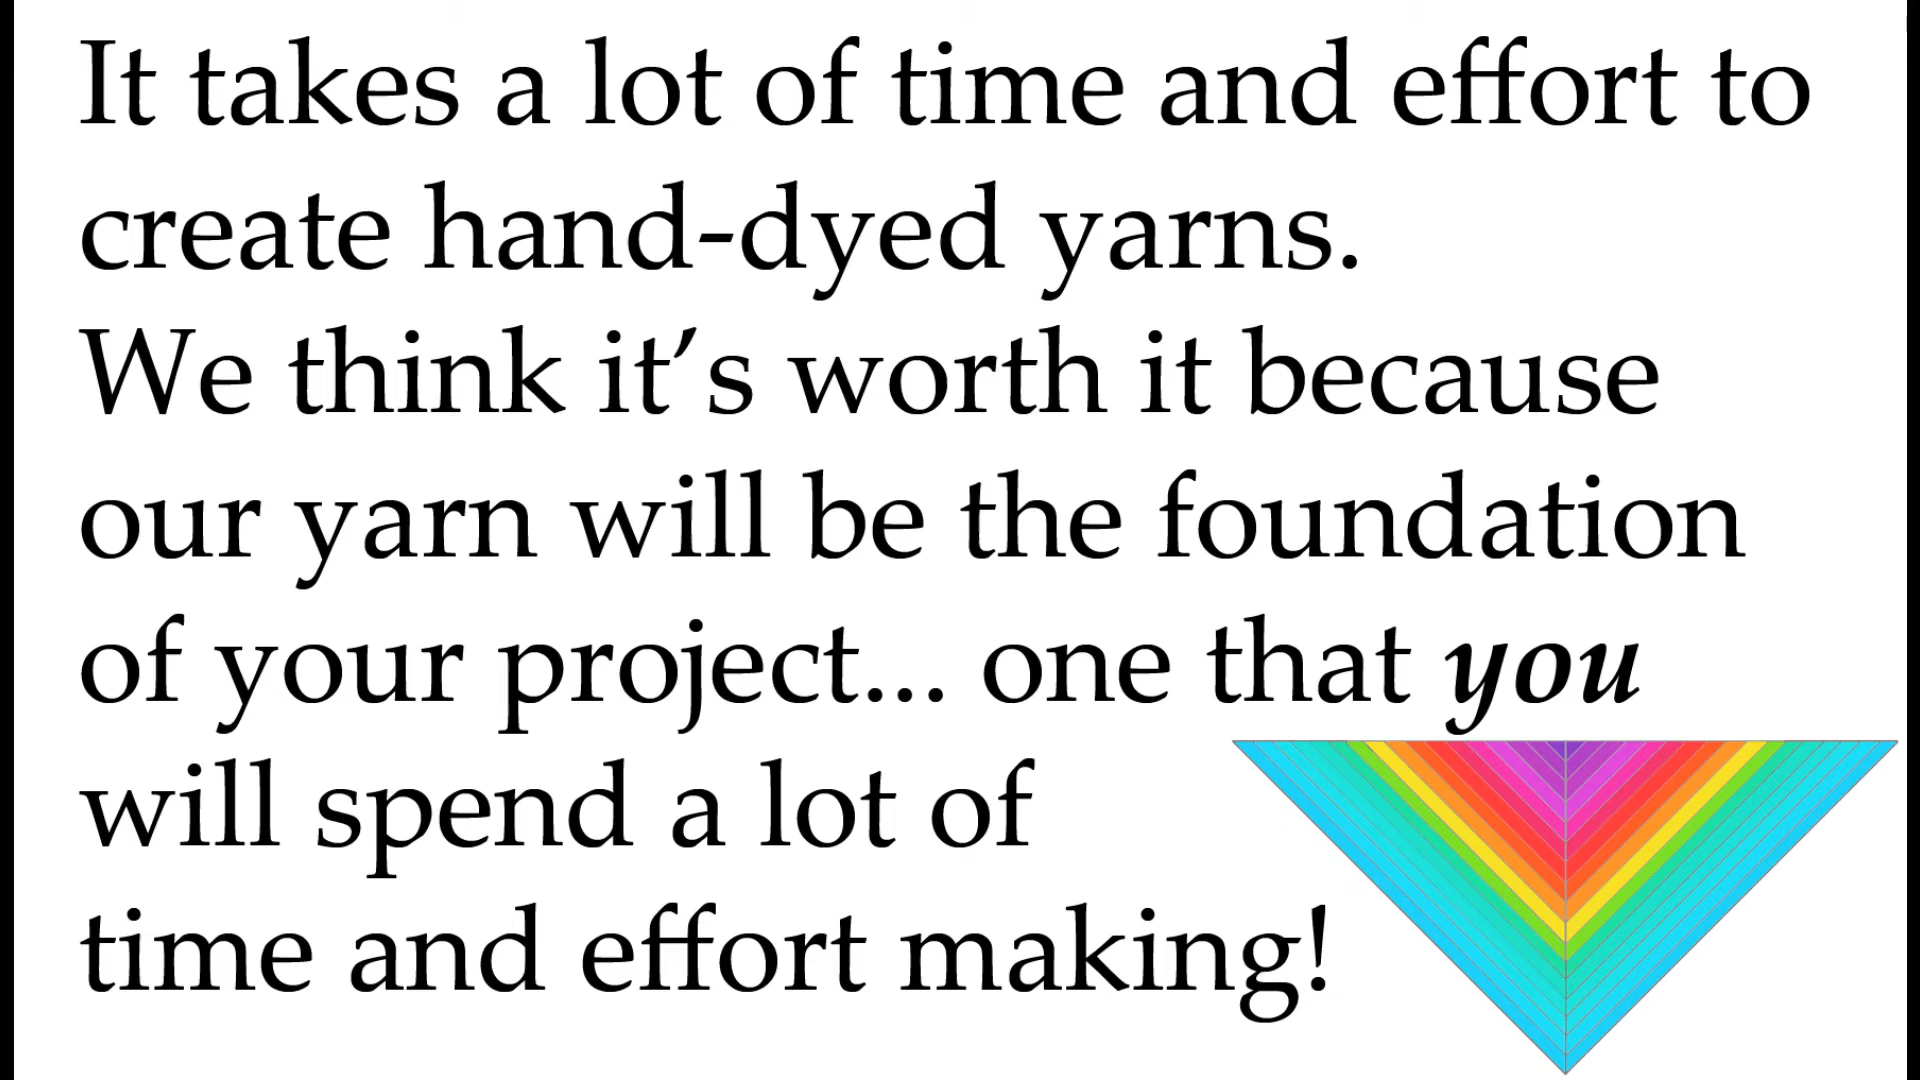 It takes a lot of time and effort to
create hand-dyed yarns.
We think it’s worth it because
our yarn will be the foundation
of your project... one that you
will spend a lot of
time and effort making!